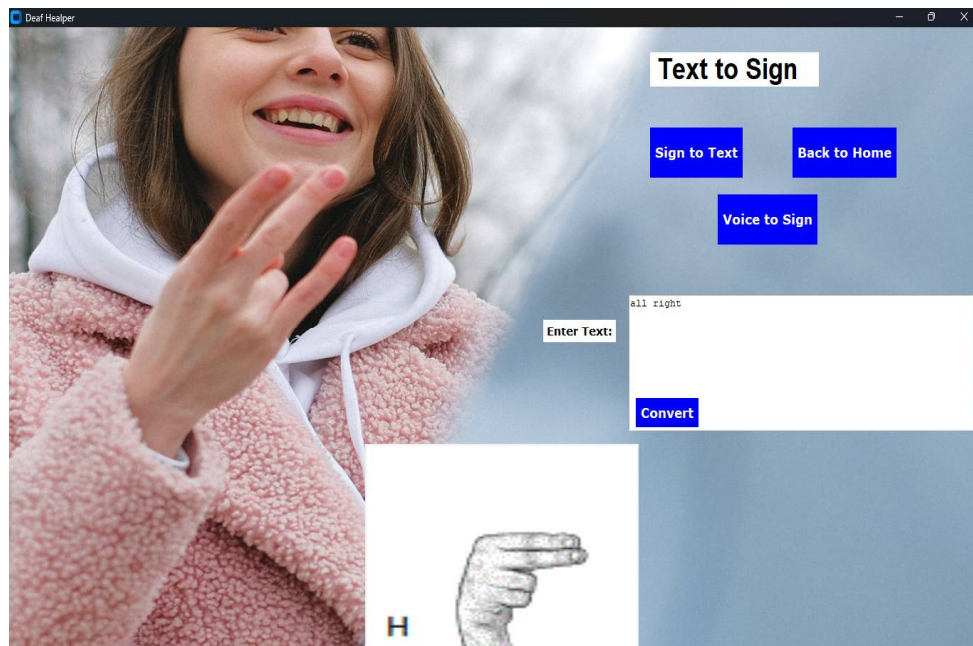 Deaf Healper
Text to Sign
Sign to Text
Back to Home
Voice to Sign
all right
Enter Text:
Convert
H